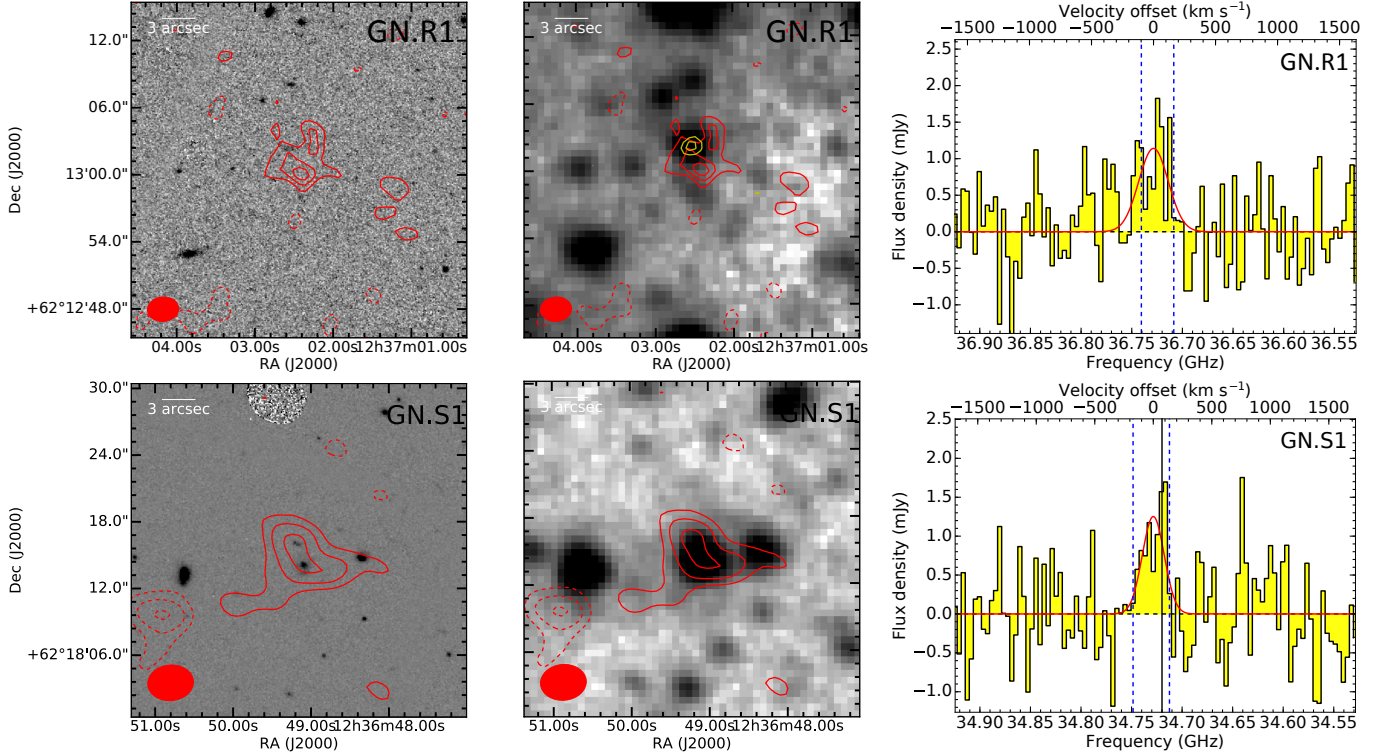 3 arcsec
GN.R1
12.0"
06.0"
13'00.0"
54.0"
+62°12'48.0"
Dec (J2000)
04.00s 03.00s 02.00s 12h37m01.00s
RA (J2000)
3 arcsec
GN.R1
04.00s 03.00s 02.00s 12h37m01.00s
RA (J2000)
Velocity offset (km s⁻¹)
−1500 −1000 −500 0 500 1000 1500
GN.R1
2.5
2.0
1.5
1.0
0.5
0.0
−0.5
−1.0
Flux density (mJy)
36.90 36.85 36.80 36.75 36.70 36.65 36.60 36.55
Frequency (GHz)
30.0"
3 arcsec
GN.S1
24.0"
18.0"
12.0"
+62°18'06.0"
Dec (J2000)
51.00s 50.00s 49.00s 12h36m48.00s
RA (J2000)
3 arcsec
GN.S1
51.00s 50.00s 49.00s 12h36m48.00s
RA (J2000)
Velocity offset (km s⁻¹)
−1500 −1000 −500 0 500 1000 1500
GN.S1
2.5
2.0
1.5
1.0
0.5
0.0
−0.5
−1.0
Flux density (mJy)
34.90 34.85 34.80 34.75 34.70 34.65 34.60 34.55
Frequency (GHz)